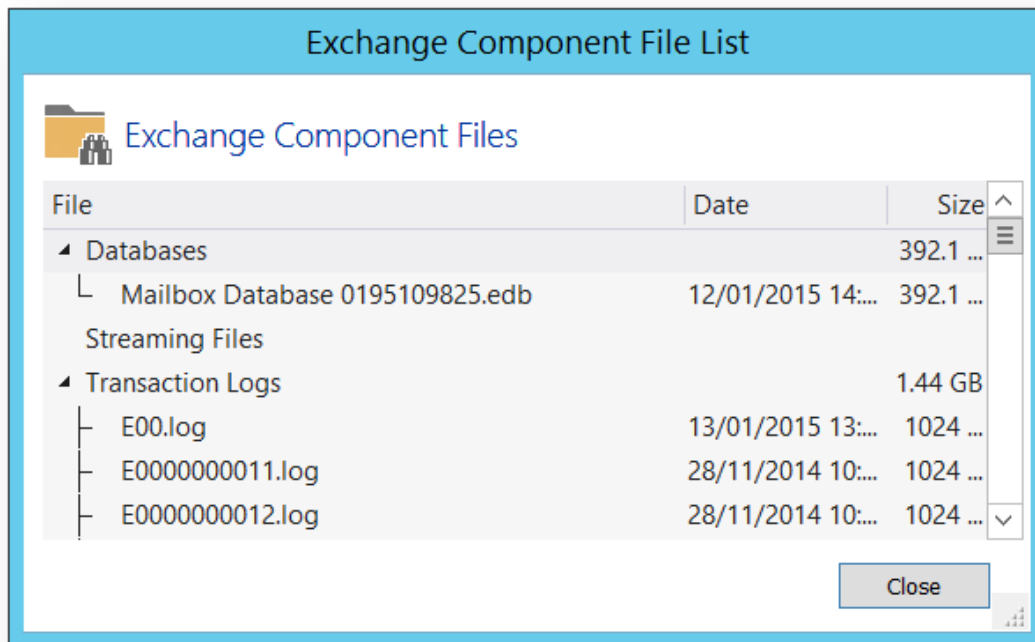 Exchange Component File List
Exchange Component Files
File Date Size
Databases 392.1 ...
Mailbox Database 0195109825.edb 12/01/2015 14:... 392.1 ...
Streaming Files
Transaction Logs 1.44 GB
E00.log 13/01/2015 13:... 1024 ...
E0000000011.log 28/11/2014 10:... 1024 ...
E0000000012.log 28/11/2014 10:... 1024 ...
Close